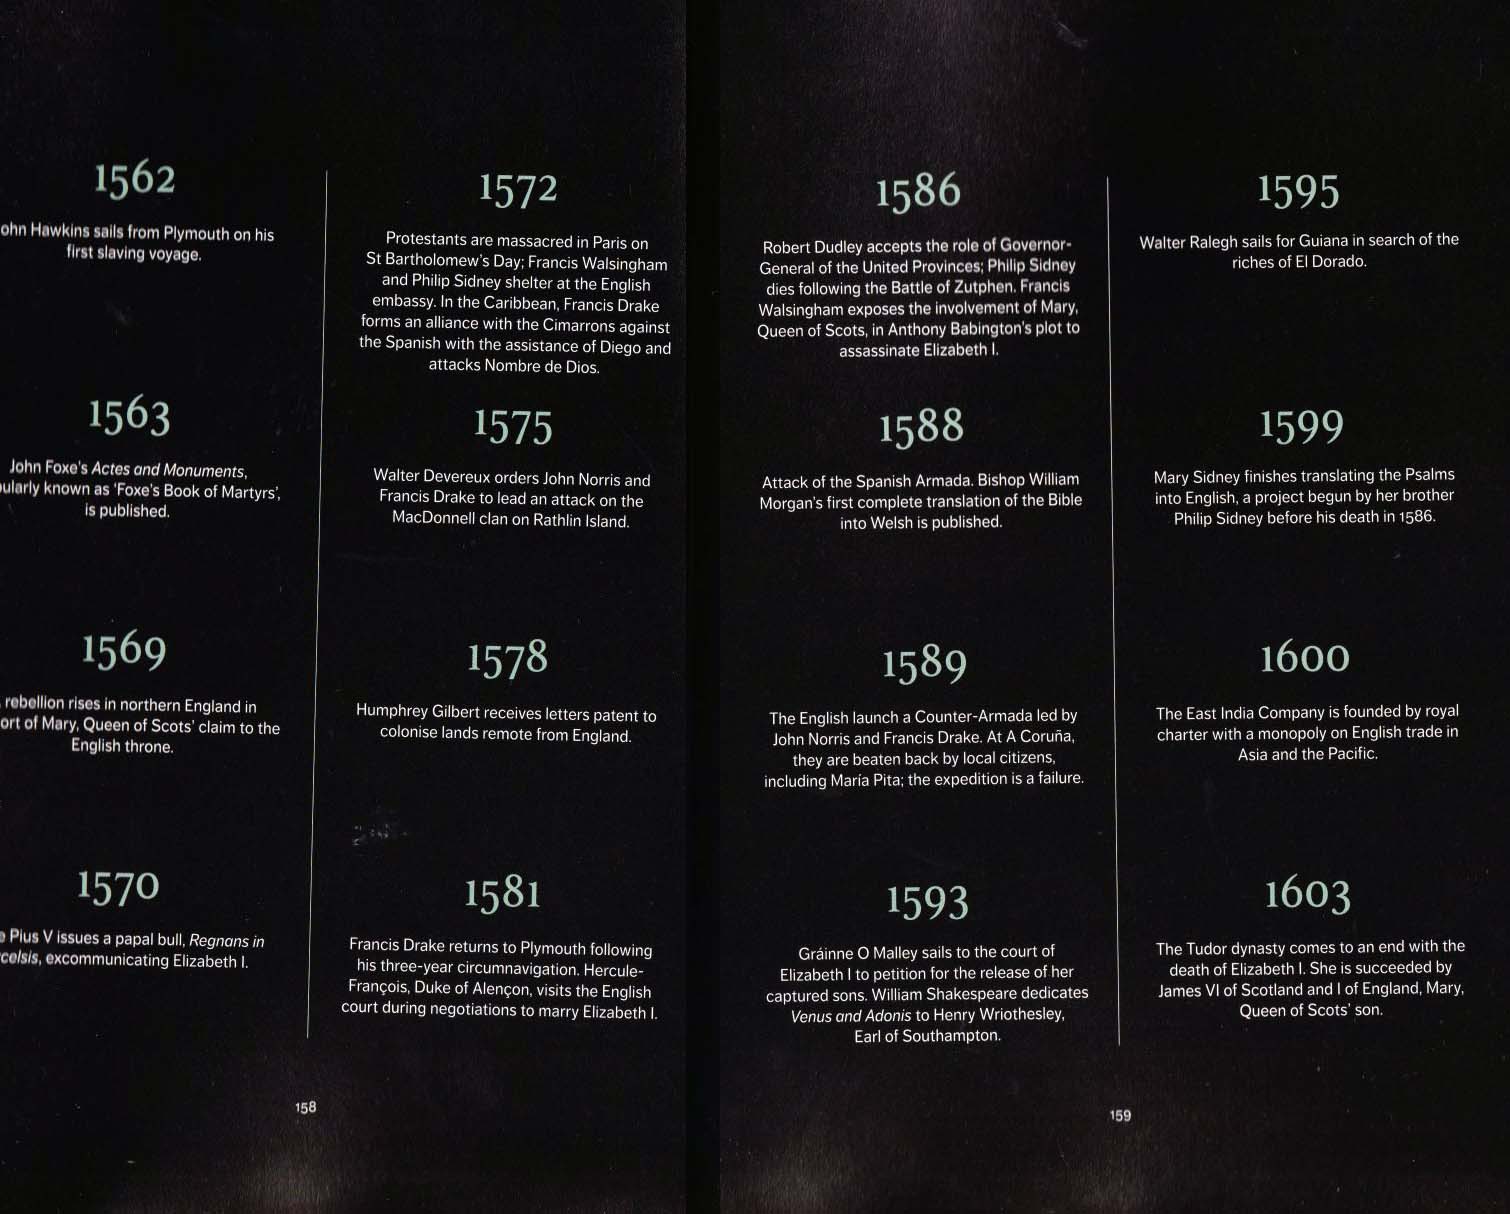 1562
ohn Hawkins sails from Plymouth on his
first slaving voyage.
1563
John Foxe's Actes and Monuments,
ularly known as 'Foxe's Book of Martyrs',
is published.
1569
rebellion rises in northern England in
ort of Mary, Queen of Scots' claim to the
English throne.
1570
e Pius V issues a papal bull, Regnans in
celsis, excommunicating Elizabeth I.
1572
Protestants are massacred in Paris on
St Bartholomew's Day; Francis Walsingham
and Philip Sidney shelter at the English
embassy. In the Caribbean, Francis Drake
forms an alliance with the Cimarrons against
the Spanish with the assistance of Diego and
attacks Nombre de Dios.
1575
Walter Devereux orders John Norris and
Francis Drake to lead an attack on the
MacDonnell clan on Rathlin Island.
1578
Humphrey Gilbert receives letters patent to
colonise lands remote from England.
1581
Francis Drake returns to Plymouth following
his three-year circumnavigation. Hercule-
François, Duke of Alençon, visits the English
court during negotiations to marry Elizabeth I.
158
1586
Robert Dudley accepts the role of Governor-
General of the United Provinces; Philip Sidney
dies following the Battle of Zutphen. Francis
Walsingham exposes the involvement of Mary,
Queen of Scots, in Anthony Babington's plot to
assassinate Elizabeth I.
1588
Attack of the Spanish Armada. Bishop William
Morgan's first complete translation of the Bible
into Welsh is published.
1589
The English launch a Counter-Armada led by
John Norris and Francis Drake. At A Coruña,
they are beaten back by local citizens,
including María Pita; the expedition is a failure.
1593
Gráinne O Malley sails to the court of
Elizabeth I to petition for the release of her
captured sons. William Shakespeare dedicates
Venus and Adonis to Henry Wriothesley,
Earl of Southampton.
1595
Walter Ralegh sails for Guiana in search of the
riches of El Dorado.
1599
Mary Sidney finishes translating the Psalms
into English, a project begun by her brother
Philip Sidney before his death in 1586.
1600
The East India Company is founded by royal
charter with a monopoly on English trade in
Asia and the Pacific.
1603
The Tudor dynasty comes to an end with the
death of Elizabeth I. She is succeeded by
James VI of Scotland and I of England, Mary,
Queen of Scots' son.
159